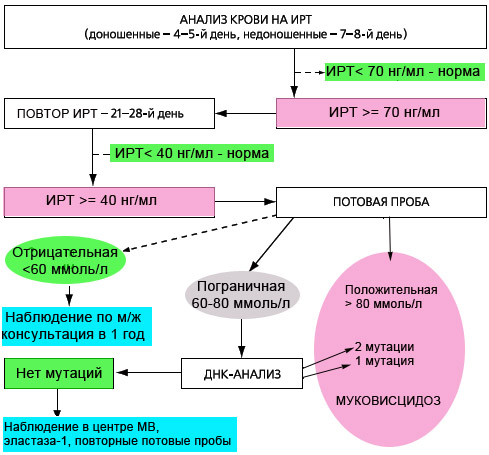 АНАЛИЗ КРОВИ НА ИРТ
(доношенные – 4–5-й день, недоношенные – 7–8-й день)
ИРТ< 70 нг/мл - норма
ПОВТОР ИРТ – 21–28-й день
ИРТ >= 70 нг/мл
ИРТ< 40 нг/мл - норма
ИРТ >= 40 нг/мл
ПОТОВАЯ ПРОБА
Отрицательная
<60 ммоль/л
Пограничная
60-80 ммоль/л
Положительная
> 80 ммоль/л
Наблюдение по м/ж
консультация в 1 год
2 мутации
1 мутация
Нет мутаций
ДНК-АНАЛИЗ
МУКОВИСЦИДОЗ
Наблюдение в центре МВ,
эластаза-1, повторные потовые пробы